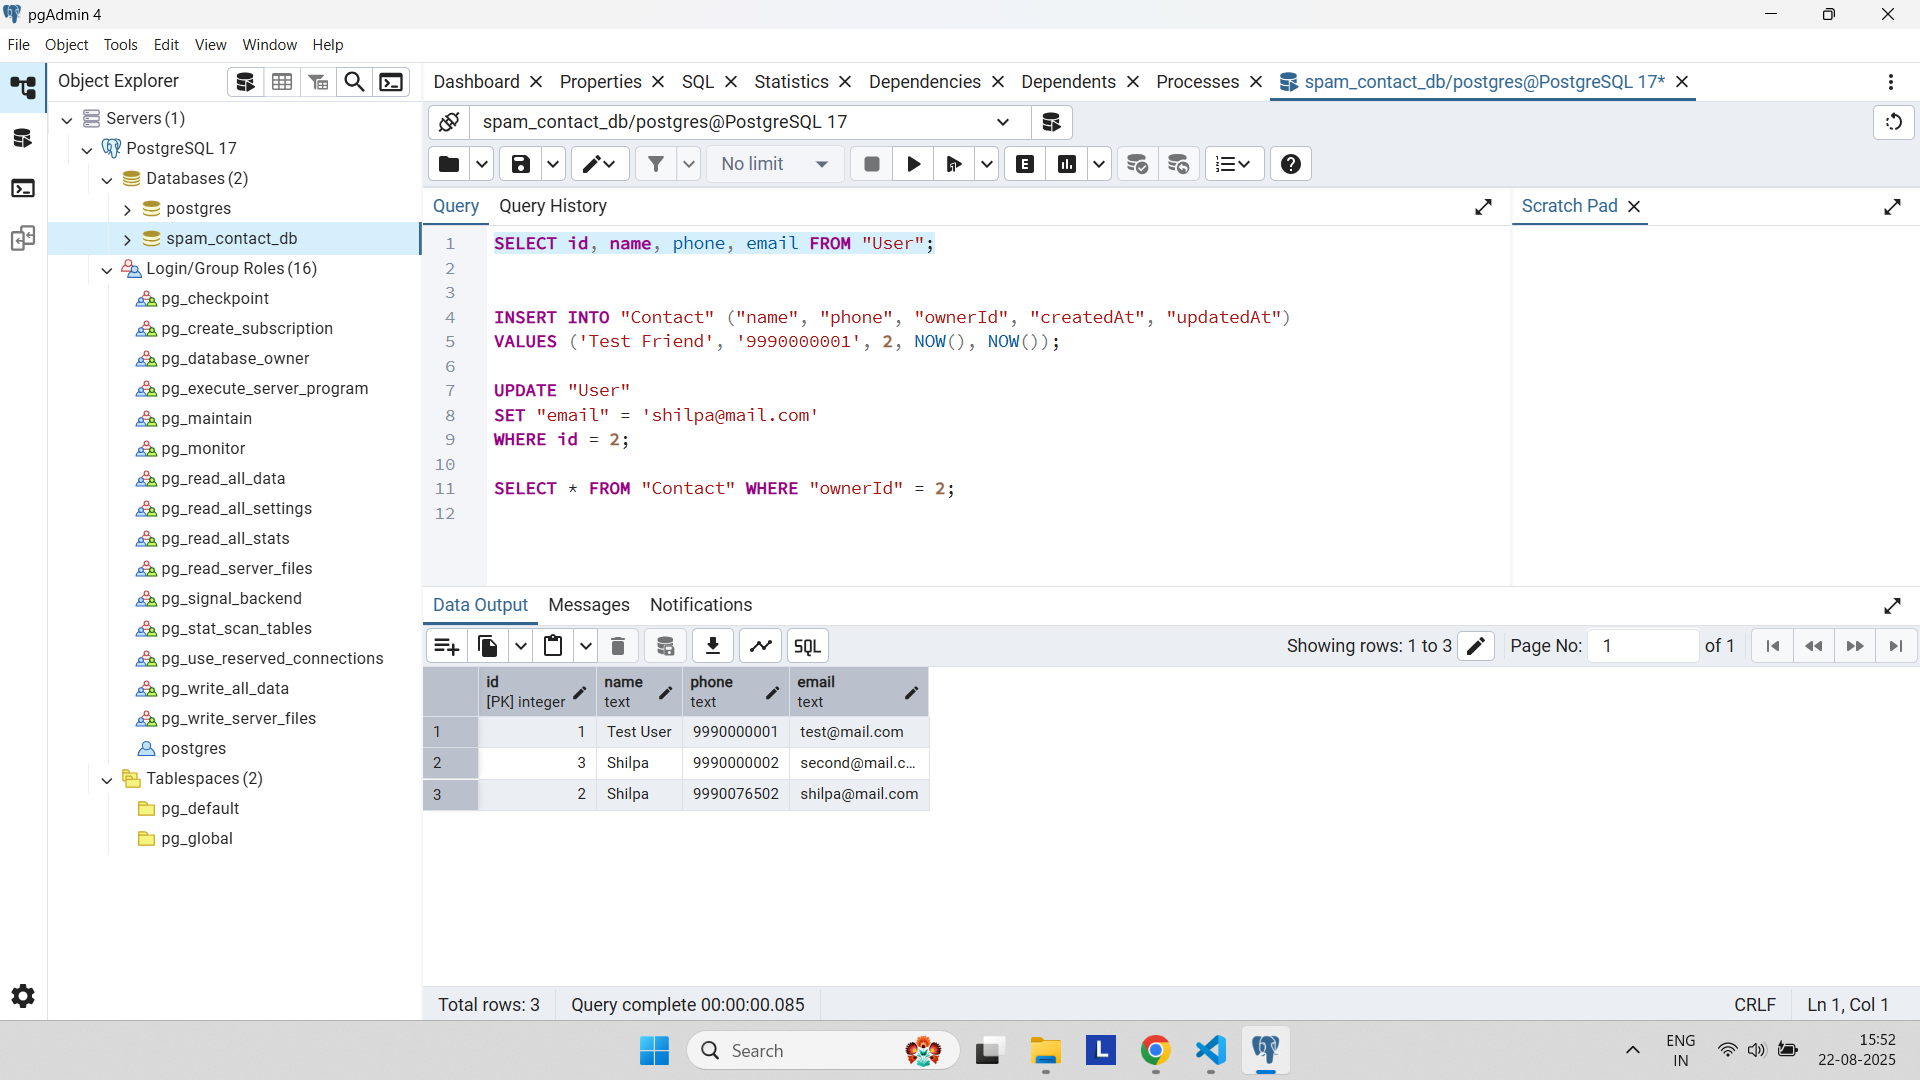 pgAdmin 4
File Object Tools Edit View Window Help
Object Explorer
Dashboard Properties SQL Statistics Dependencies Dependents Processes spam_contact_db/postgres@PostgreSQL 17*
Servers (1)
PostgreSQL 17
Databases (2)
postgres
spam_contact_db
Login/Group Roles (16)
pg_checkpoint
pg_create_subscription
pg_database_owner
pg_execute_server_program
pg_maintain
pg_monitor
pg_read_all_data
pg_read_all_settings
pg_read_all_stats
pg_read_server_files
pg_signal_backend
pg_stat_scan_tables
pg_use_reserved_connections
pg_write_all_data
pg_write_server_files
postgres
Tablespaces (2)
pg_default
pg_global
spam_contact_db/postgres@PostgreSQL 17
No limit E
Query Query History
Scratch Pad
1 SELECT id, name, phone, email FROM "User";
2
3
4 INSERT INTO "Contact" ("name", "phone", "ownerId", "createdAt", "updatedAt")
5 VALUES ('Test Friend', '9990000001', 2, NOW(), NOW());
6
7 UPDATE "User"
8 SET "email" = 'shilpa@mail.com'
9 WHERE id = 2;
10
11 SELECT * FROM "Contact" WHERE "ownerId" = 2;
12
Data Output Messages Notifications
SQL Showing rows: 1 to 3 Page No: 1 of 1
id name phone email
[PK] integer text text text
1 1 Test User 9990000001 test@mail.com
2 3 Shilpa 9990000002 second@mail.c...
3 2 Shilpa 9990076502 shilpa@mail.com
Total rows: 3 Query complete 00:00:00.085 CRLF Ln 1, Col 1
Search L ENG 15:52
IN 22-08-2025